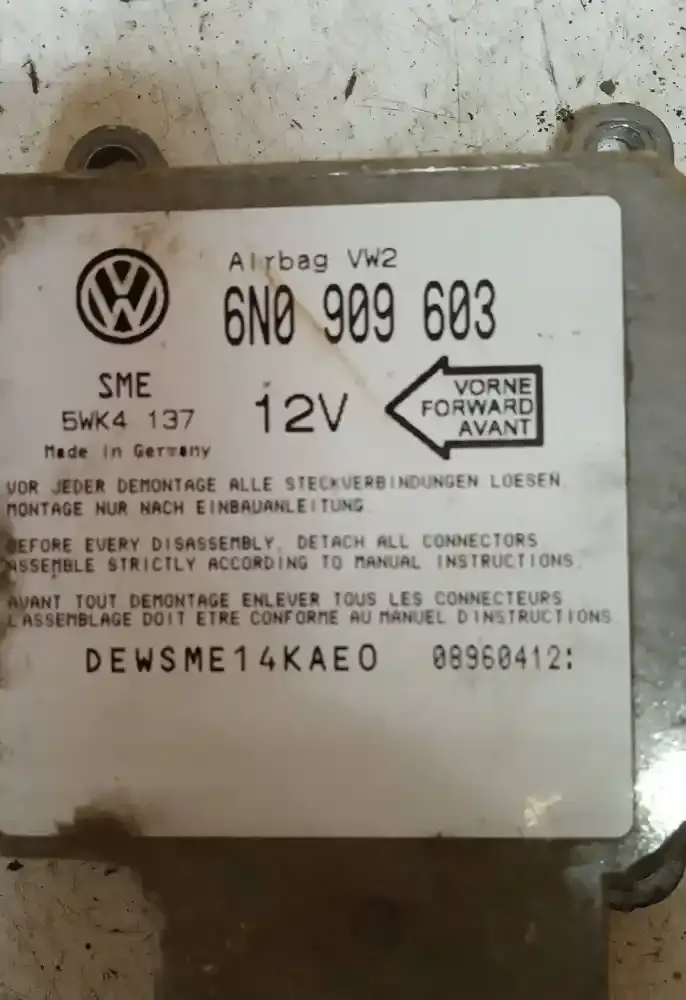 Airbag VW2
6N0 909 603
SME
5WK4 137
12V
VORNE
FORWARD
AVANT
Made in Germany
VOR JEDER DEMONTAGE ALLE STECKVERBINDUNGEN LOESEN.
MONTAGE NUR NACH EINBAUANLEITUNG.
BEFORE EVERY DISASSEMBLY, DETACH ALL CONNECTORS
ASSEMBLE STRICTLY ACCORDING TO MANUAL INSTRUCTIONS.
AVANT TOUT DEMONTAGE ENLEVER TOUS LES CONNECTEURS
L'ASSEMBLAGE DOIT ETRE CONFORME AU MANUEL D'INSTRUCTIONS
DEWSME14KAEO 08960412: